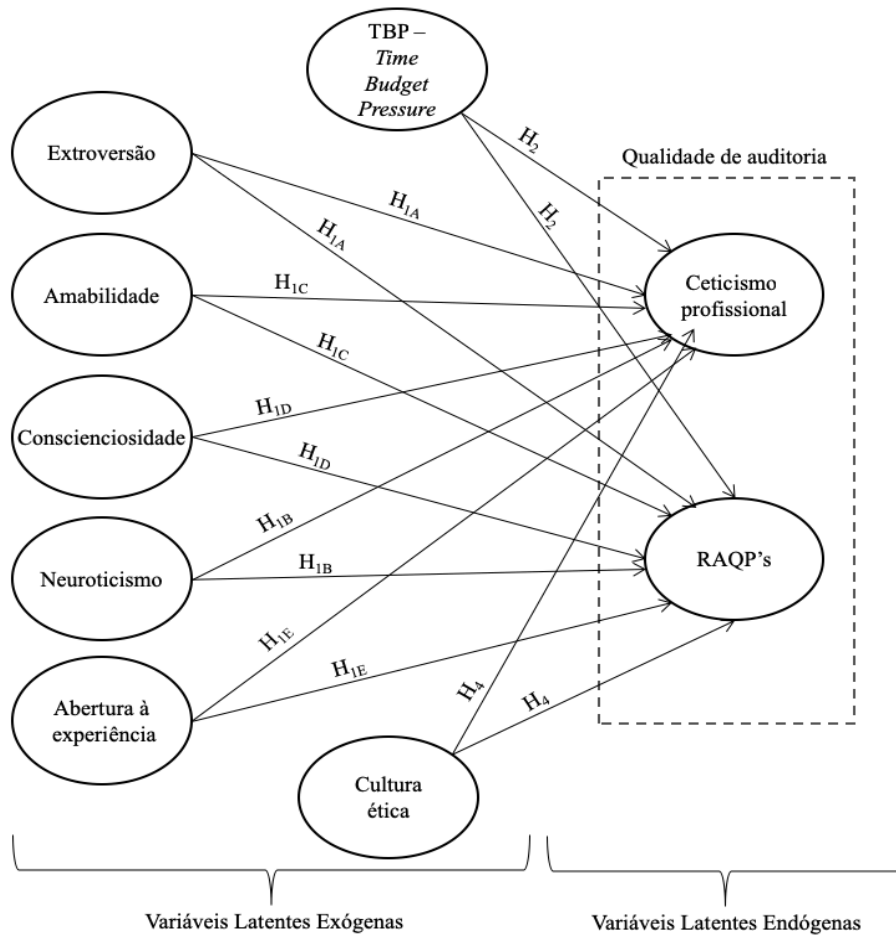 TBP –
Time
Budget
Pressure
Extroversão
H2
Qualidade de auditoria
H1A
H2
H1A
Ceticismo
profissional
Amabilidade
H1C
H1C
Conscienciosidade
H1D
H1D
H1B
RAQP's
Neuroticismo
H1B
H1E
H1E
Abertura à
experiência
H4
H4
Cultura
ética
Variáveis Latentes Exógenas
Variáveis Latentes Endógenas